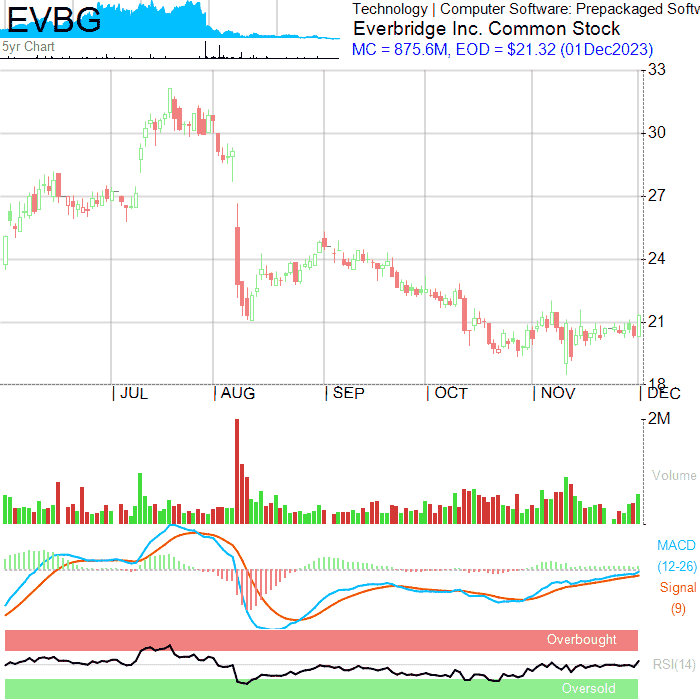 EVBG
5yr Chart
Technology | Computer Software: Prepackaged Softw
Everbridge Inc. Common Stock
MC = 875.6M, EOD = $21.32 (01Dec2023)
33
30
27
24
21
18
JUL AUG SEP OCT NOV DEC
2M
Volume
MACD
(12-26)
Signal
(9)
Overbought
RSI(14)
Oversold